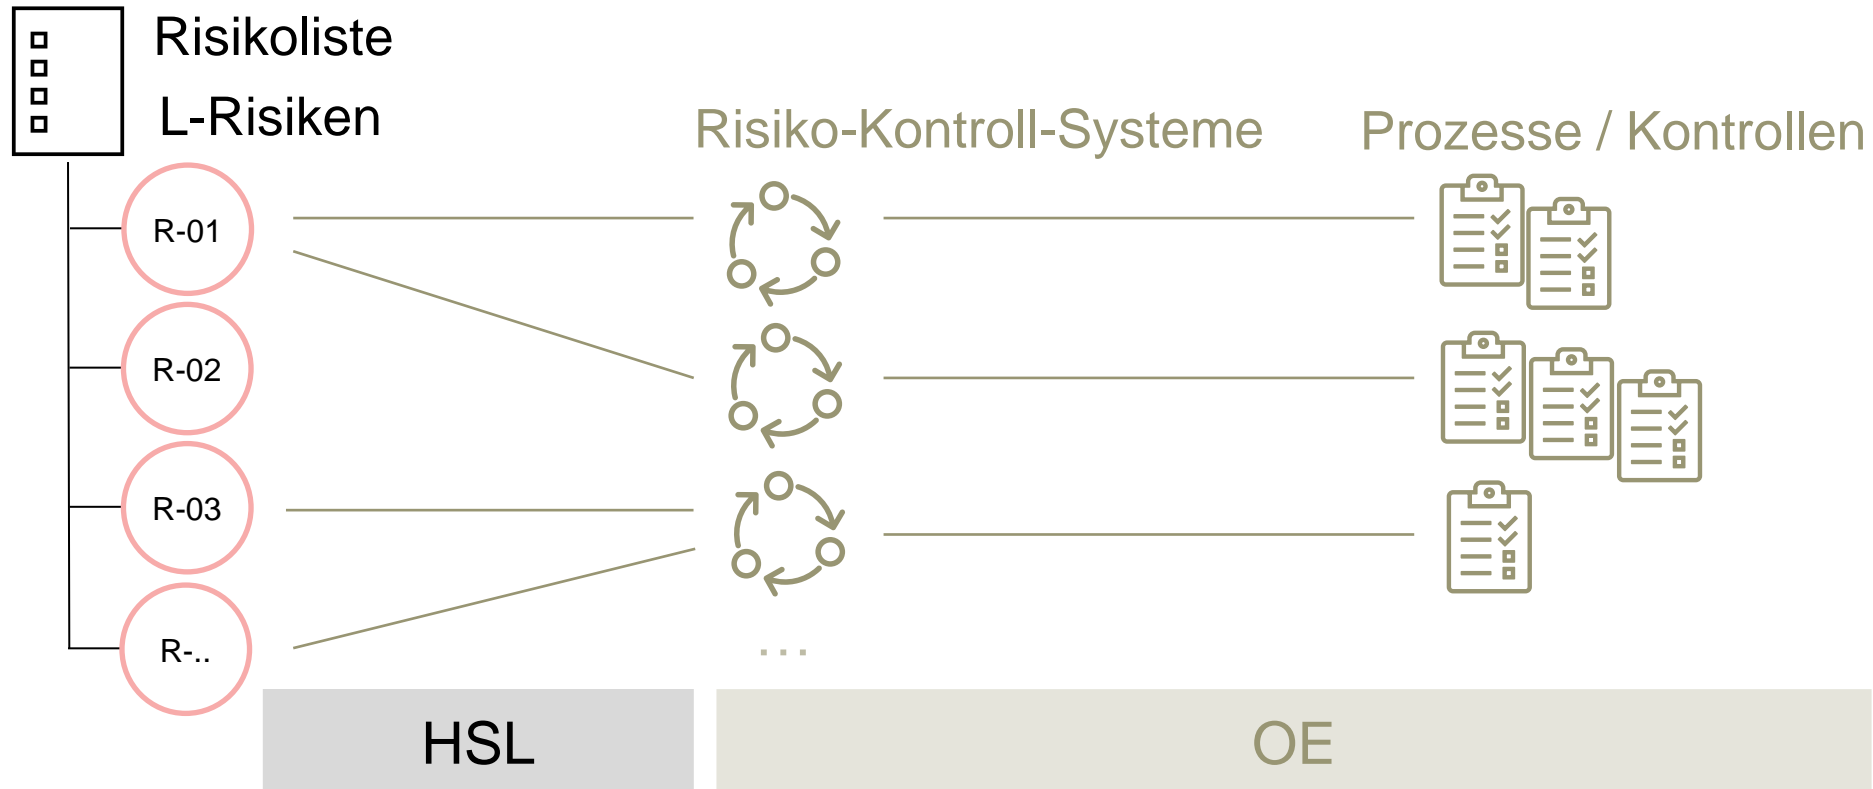 Risikoliste
L-Risiken
Risiko-Kontroll-Systeme
Prozesse / Kontrollen
R-01
R-02
R-03
R-..
...
HSL
OE